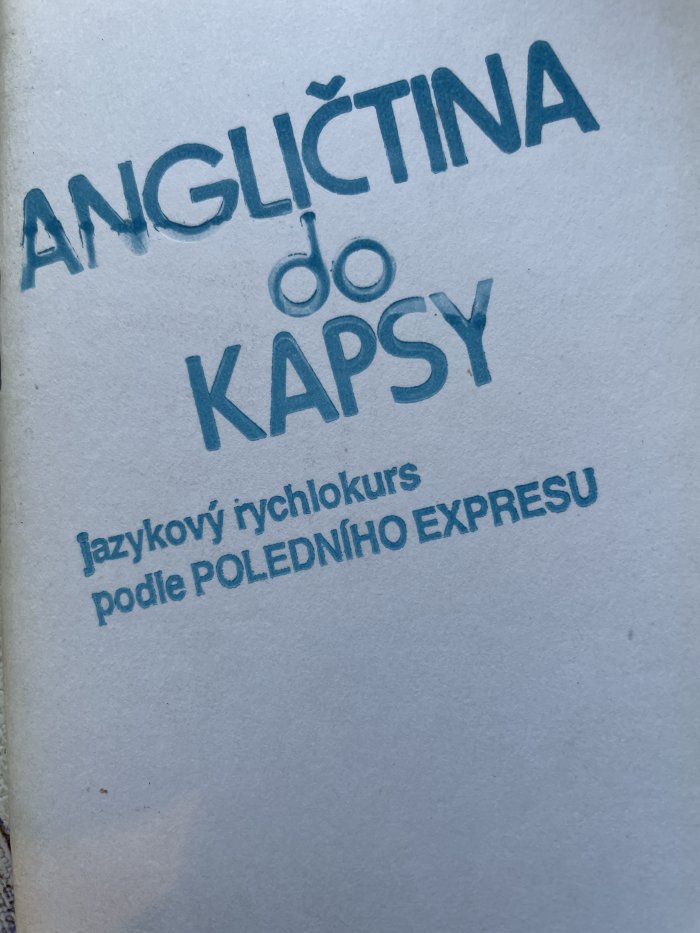 ANGLIČTINA
do
KAPSY
jazykový rychlokurs
podle POLEDNÍHO EXPRESU